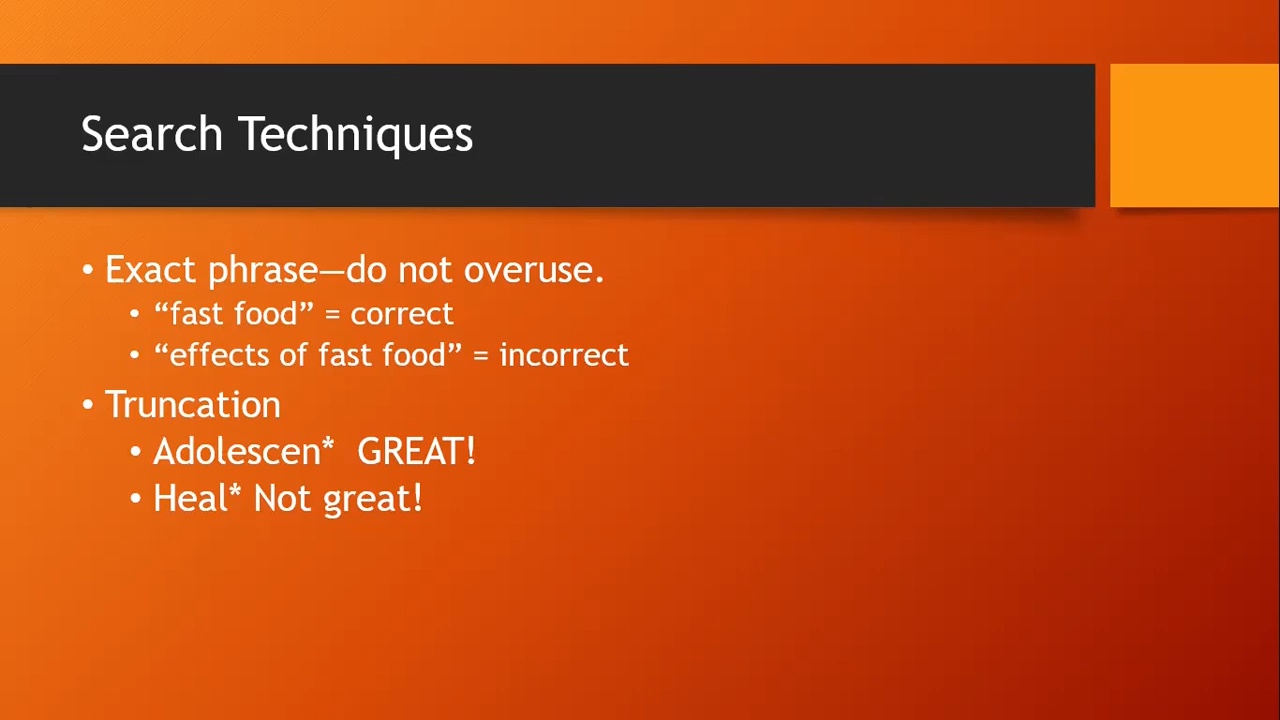 Search Techniques
• Exact phrase—do not overuse.
• “fast food” = correct
• “effects of fast food” = incorrect
• Truncation
• Adolescen*  GREAT!
• Heal* Not great!